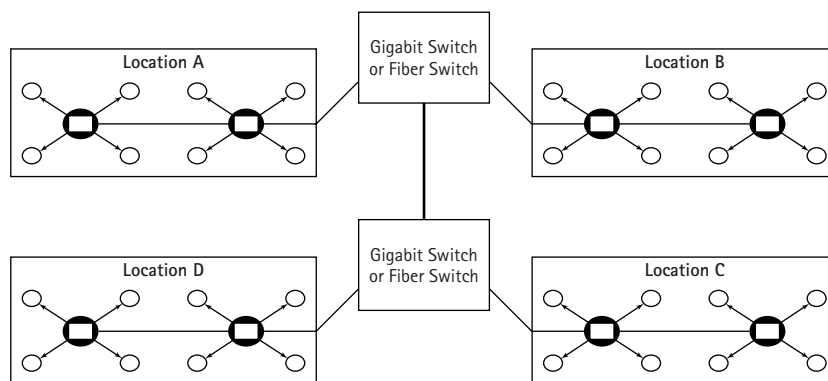 Gigabit Switch
or Fiber Switch
Location A
Location B
Gigabit Switch
or Fiber Switch
Location D
Location C